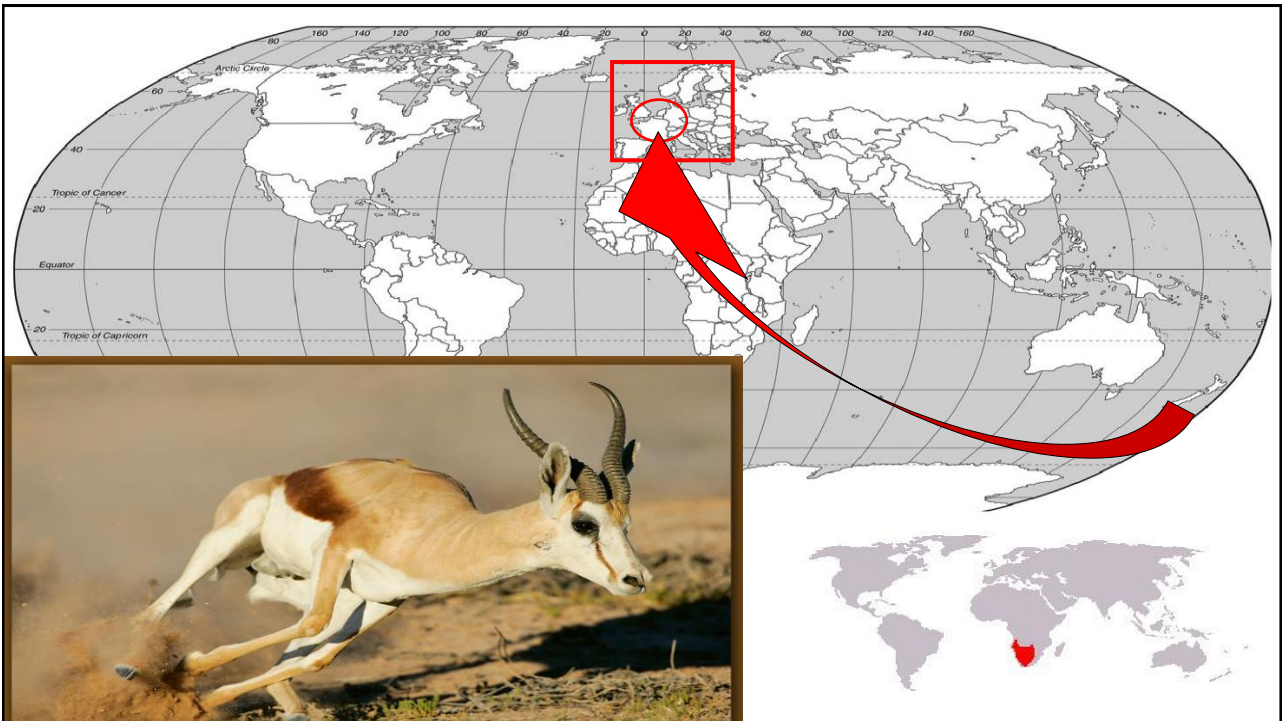 160 140 120 100 80 60 40 20 0 20 40 60 80 100 120 140 160
80
Arctic Circle
60
40
Tropic of Cancer
20
Equator
20
Tropic of Capricorn